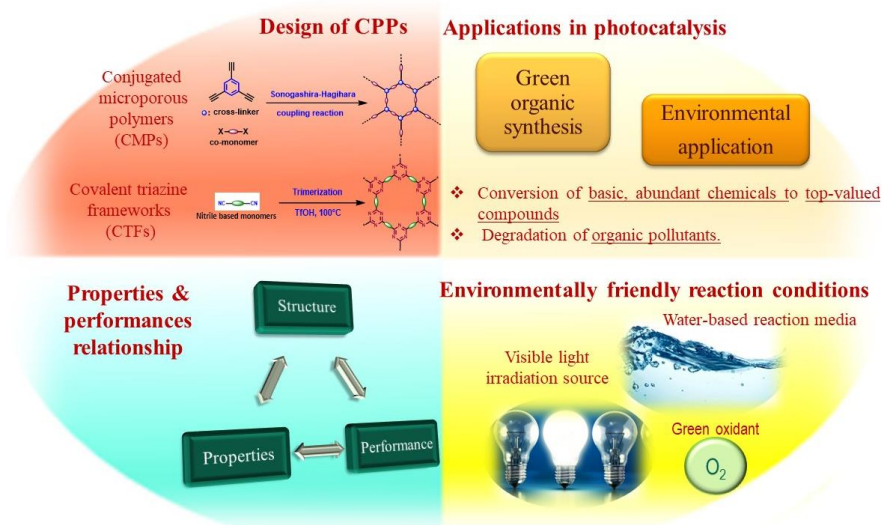 Design of CPPs
Conjugated
microporous
polymers
(CMPs)
: cross-linker
X X
co-monomer
Sonogashira-Hagihara
coupling reaction
Covalent triazine
frameworks
(CTFs)
NC CN
Nitrile based monomers
Trimerization
TfOH, 100°C
Applications in photocatalysis
Green
organic
synthesis
Environmental
application
❖ Conversion of basic, abundant chemicals to top-valued
compounds
❖ Degradation of organic pollutants.
Properties &
performances
relationship
Structure
Properties
Performance
Environmentally friendly reaction conditions
Water-based reaction media
Visible light
irradiation source
Green oxidant
O₂